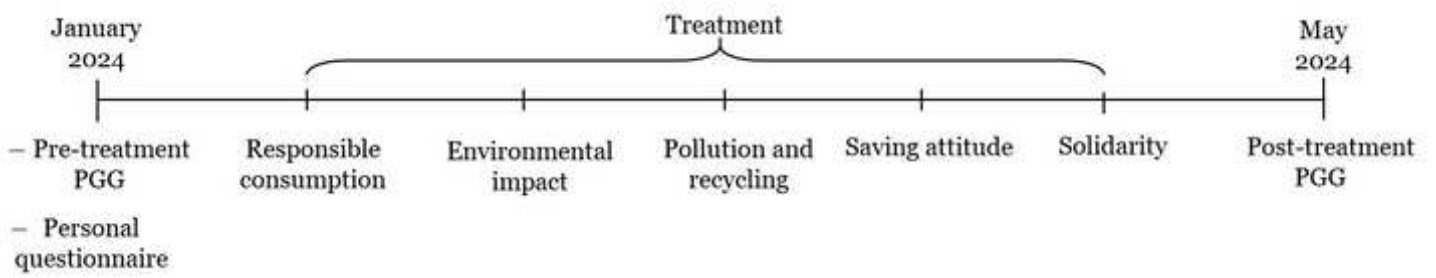 January
2024
Treatment
May
2024
– Pre-treatment
PGG
– Personal
questionnaire
Responsible
consumption
Environmental
impact
Pollution and
recycling
Saving attitude
Solidarity
Post-treatment
PGG